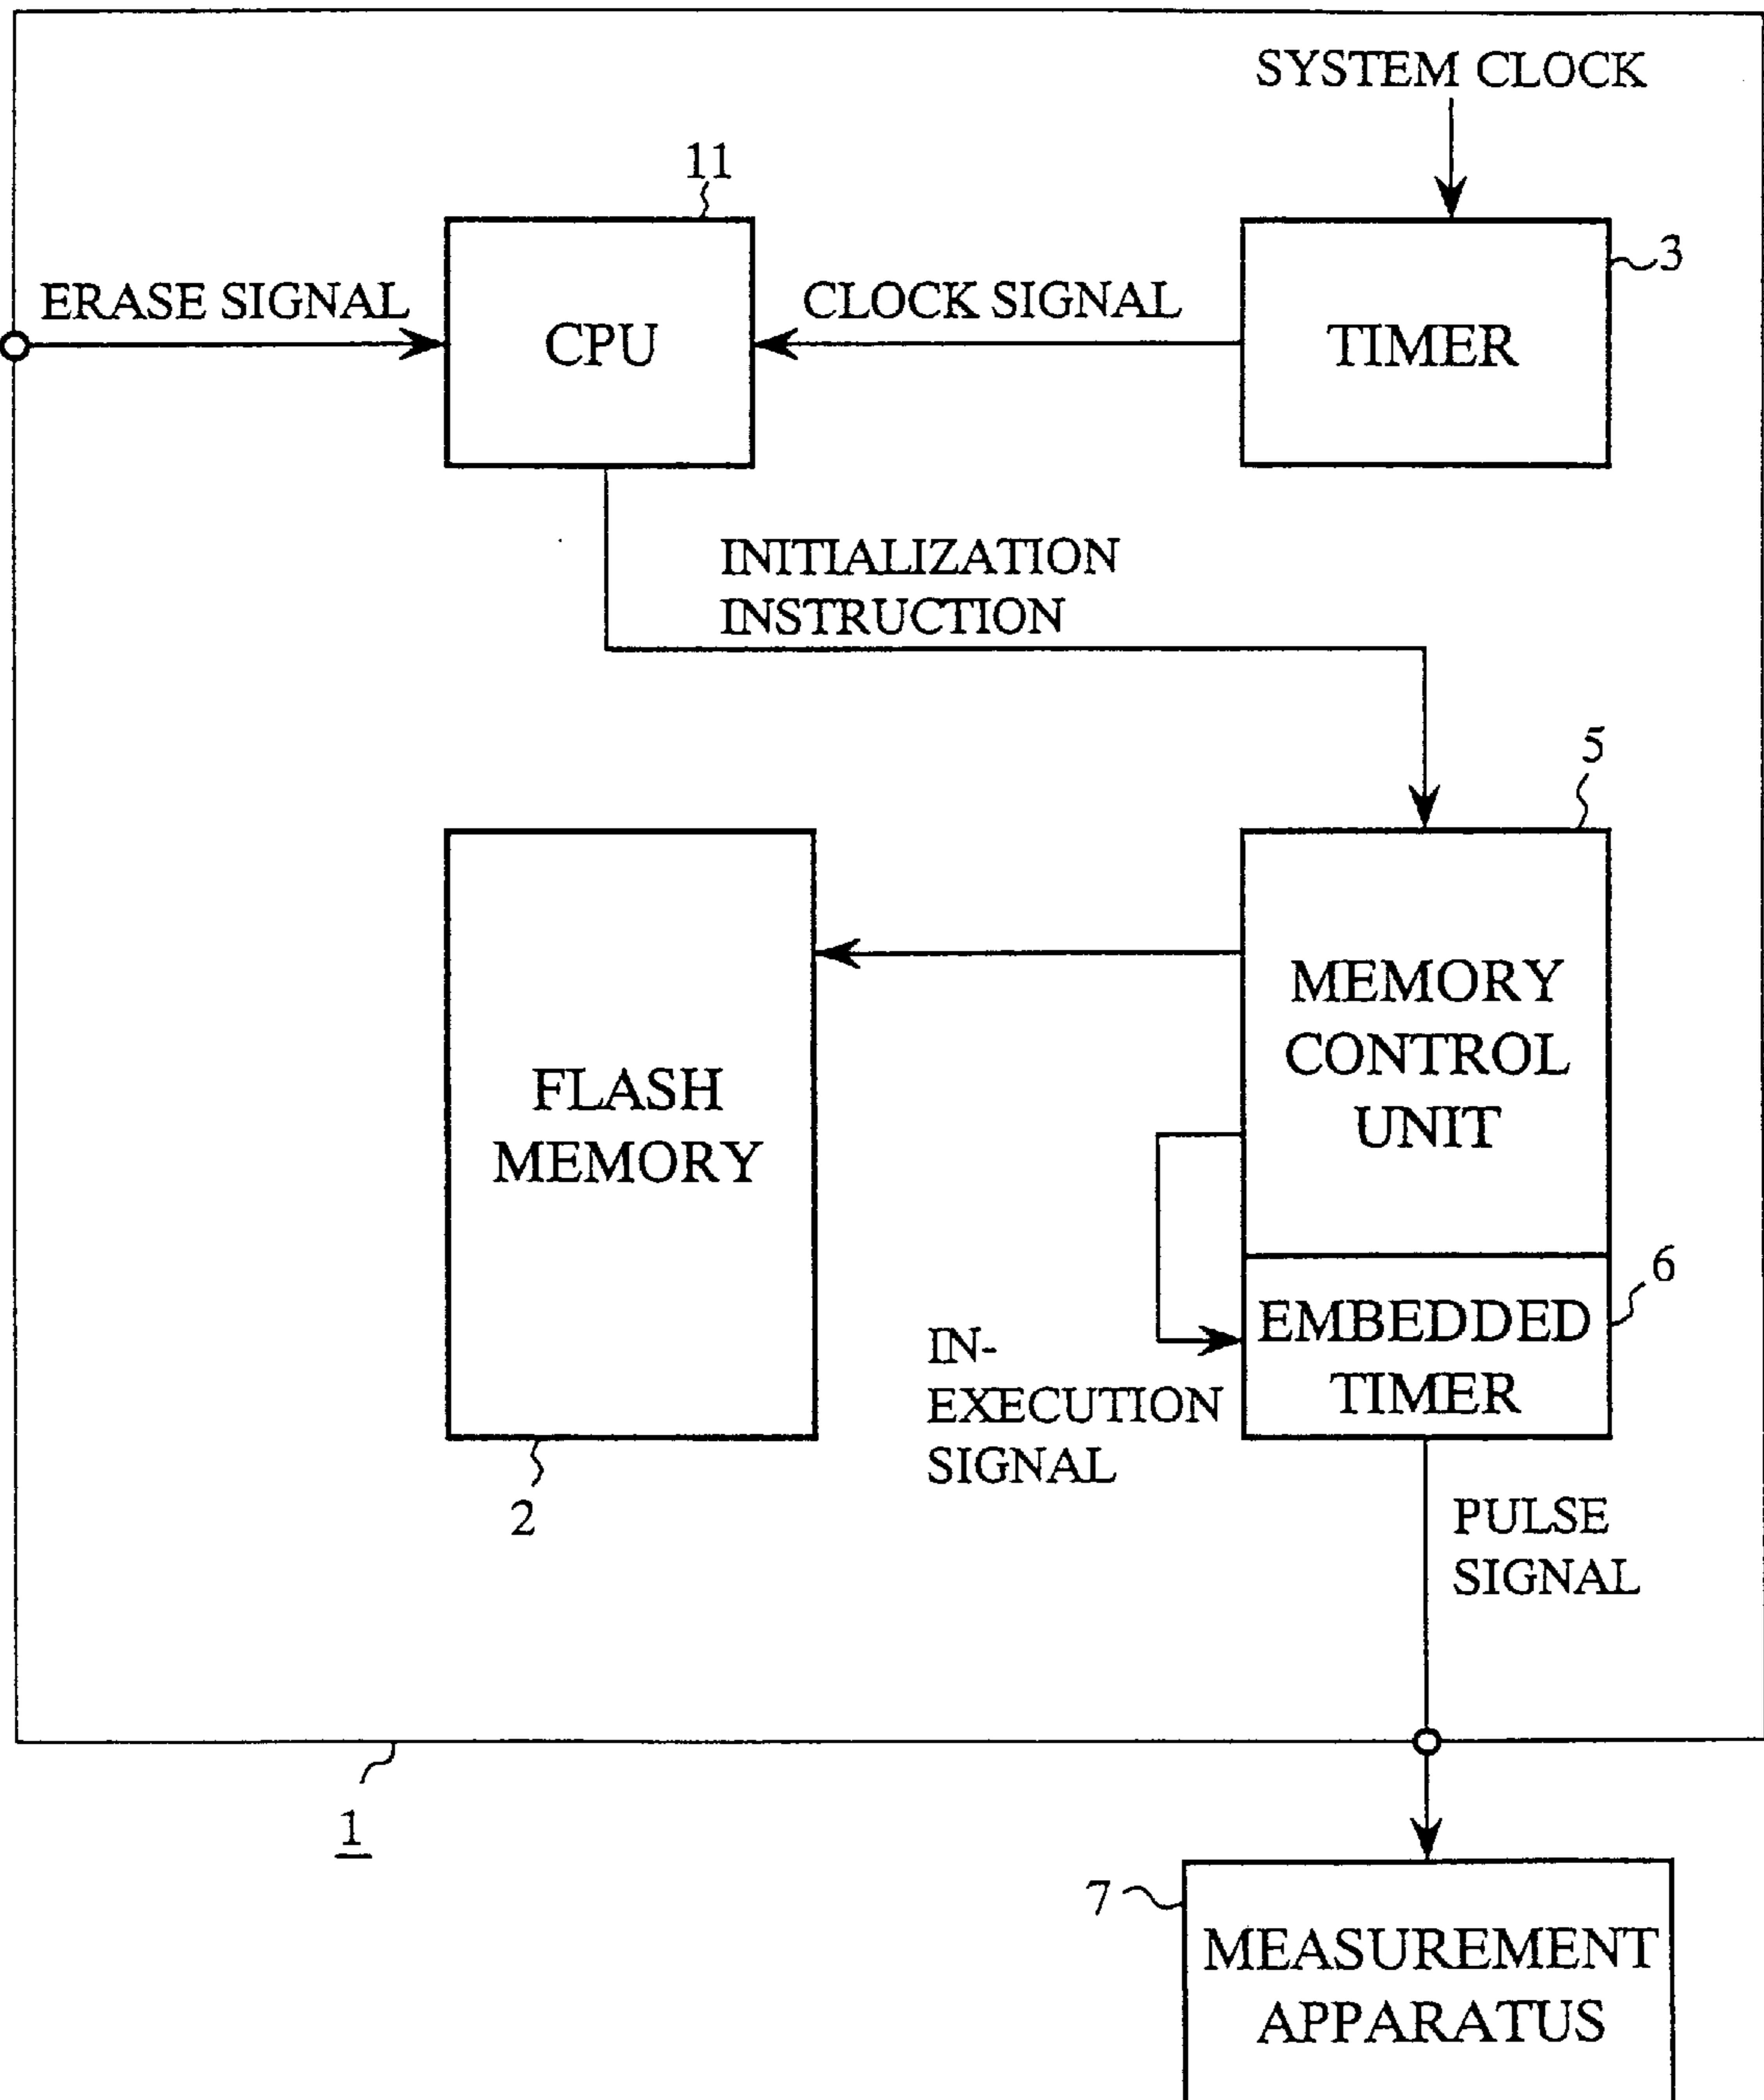 SYSTEM CLOCK
11
3
ERASE SIGNAL
CLOCK SIGNAL
CPU
TIMER
INITIALIZATION
INSTRUCTION
5
MEMORY
CONTROL
UNIT
FLASH
MEMORY
6
EMBEDDED
TIMER
IN-
EXECUTION
SIGNAL
2
PULSE
SIGNAL
1
7
MEASUREMENT
APPARATUS